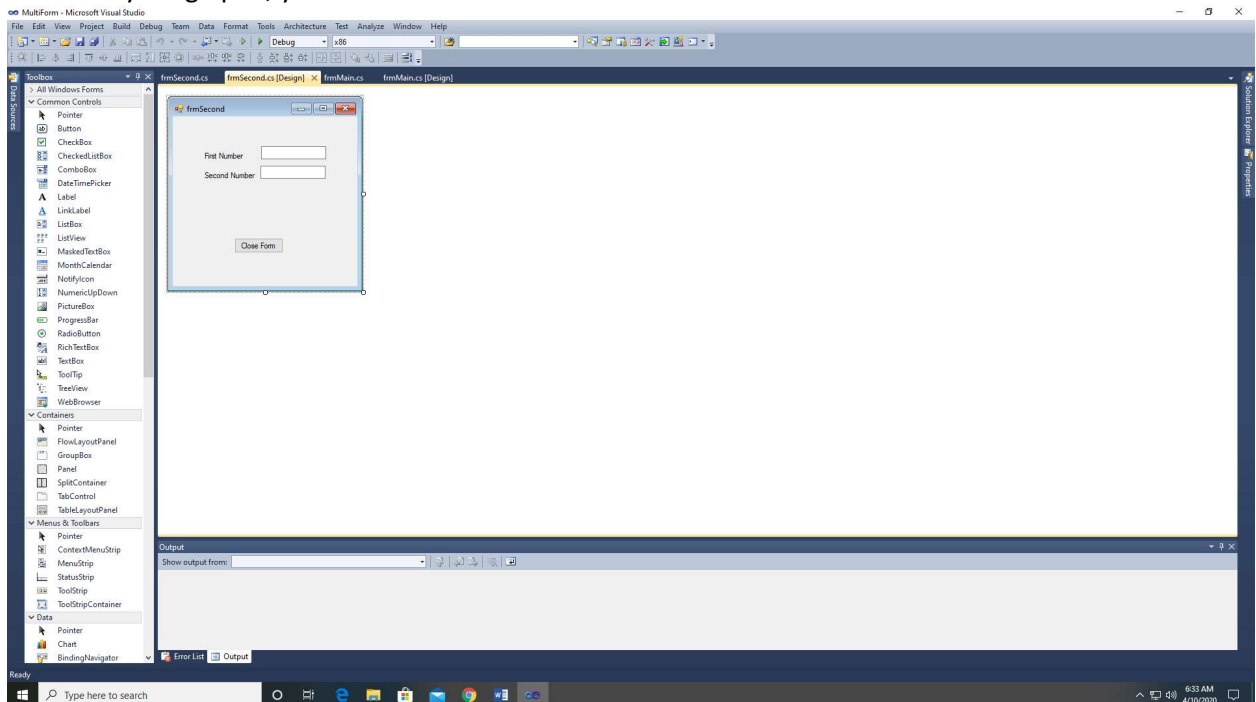 MultiForm - Microsoft Visual Studio
File Edit View Project Build Debug Team Data Format Tools Architecture Test Analyze Window Help
Debug x86
Toolbox
frmSecond.cs frmSecond.cs [Design] frmMain.cs frmMain.cs [Design]
Data Sources
Solution Explorer
Properties
All Windows Forms
Common Controls
Pointer
Button
CheckBox
CheckedListBox
ComboBox
DateTimePicker
Label
LinkLabel
ListBox
ListView
MaskedTextBox
MonthCalendar
NotifyIcon
NumericUpDown
PictureBox
ProgressBar
RadioButton
RichTextBox
TextBox
ToolTip
TreeView
WebBrowser
Containers
Pointer
FlowLayoutPanel
GroupBox
Panel
SplitContainer
TabControl
TableLayoutPanel
Menus & Toolbars
Pointer
ContextMenuStrip
MenuStrip
StatusStrip
ToolStrip
ToolStripContainer
Data
Pointer
Chart
BindingNavigator
frmSecond
First Number
Second Number
Close Form
Output
Show output from:
Error List Output
Ready
Type here to search
6:33 AM
4/10/2020